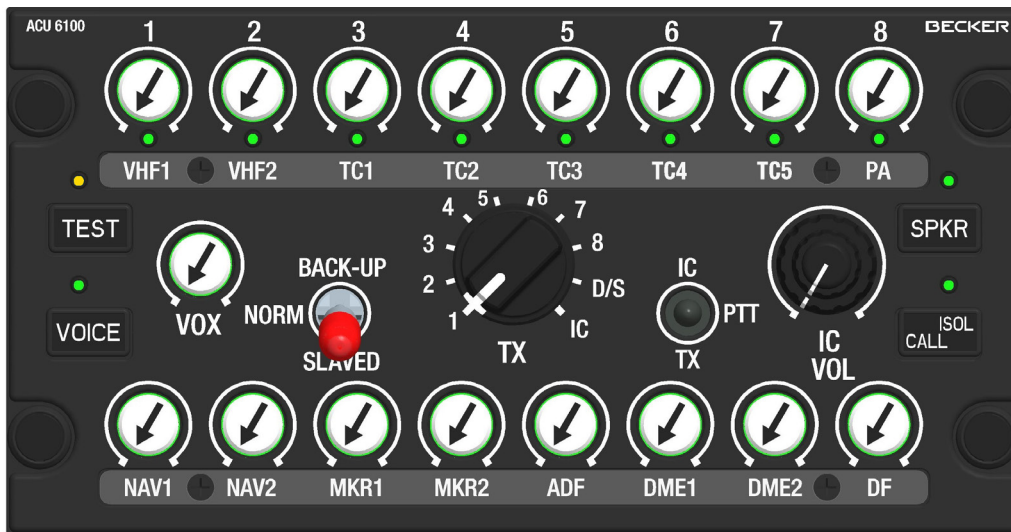 ACU 6100
1 2 3 4 5 6 7 8
BECKER
VHF1 VHF2 TC1 TC2 TC3 TC4 TC5 PA
TEST
VOICE
VOX
BACK-UP
NORM
SLAVED
1 2 3 4 5 6 7 8 D/S IC
TX
IC
PTT
TX
IC
VOL
SPKR
ISOL
CALL
NAV1 NAV2 MKR1 MKR2 ADF DME1 DME2 DF